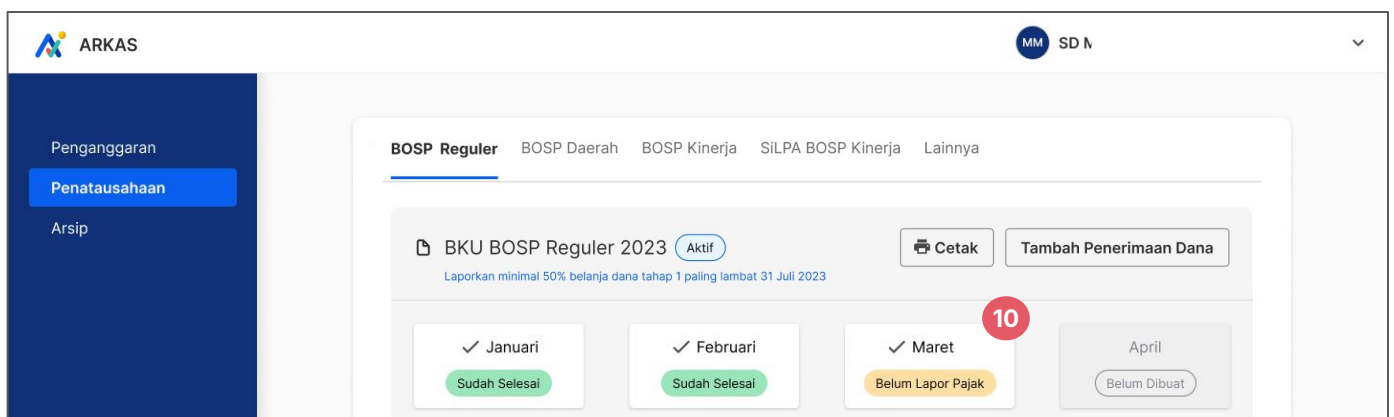 ARKAS
MM SD
Penganggaran
Penatausahaan
Arsip
BOSP Reguler BOSP Daerah BOSP Kinerja SiLPA BOSP Kinerja Lainnya
BKU BOSP Reguler 2023 Aktif
Laporkan minimal 50% belanja dana tahap 1 paling lambat 31 Juli 2023
Cetak Tambah Penerimaan Dana
10
Januari Februari Maret April
Sudah Selesai Sudah Selesai Belum Lapor Pajak Belum Dibuat